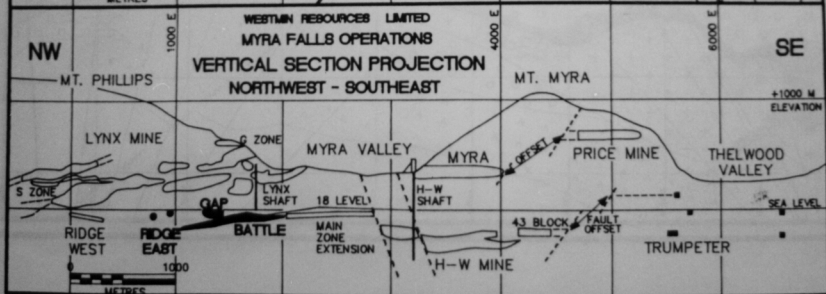 METRES
WESTMIN RESOURCES LIMITED
MYRA FALLS OPERATIONS
VERTICAL SECTION PROJECTION
NORTHWEST - SOUTHEAST
NW
1000 E
4000 E
6000 E
SE
MT. PHILLIPS
MT. MYRA
+1000 M
ELEVATION
LYNX MINE
G ZONE
MYRA VALLEY
MYRA
OFFSET
PRICE MINE
THELWOOD
VALLEY
S ZONE
LYNX
SHAFT
H-W
SHAFT
SEA LEVEL
GAP
18 LEVEL
43 BLOCK
FAULT
OFFSET
RIDGE
WEST
RIDGE
EAST
BATTLE
MAIN
ZONE
EXTENSION
H-W MINE
TRUMPETER
0 1000
METRES